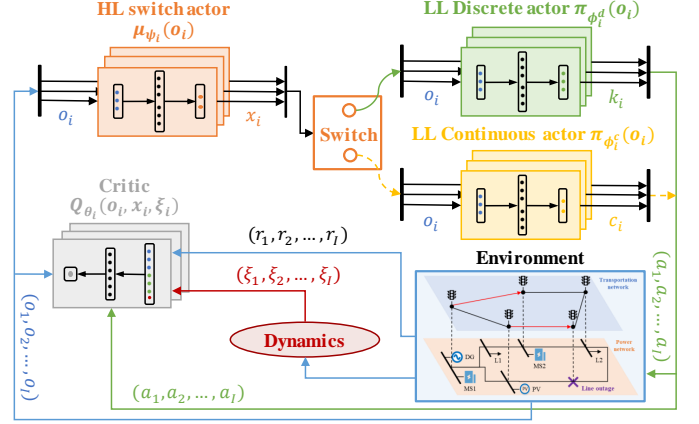 HL switch actor
μ_{ψ_i}(o_i)
o_i
x_i
Switch
LL Discrete actor π_{ϕ_i^d}(o_i)
o_i
k_i
LL Continuous actor π_{ϕ_i^c}(o_i)
o_i
c_i
Critic
Q_{θ_i}(o_i, x_i, ξ_i)
(r_1, r_2, ... , r_I)
(ξ_1, ξ_2, ... , ξ_I)
Dynamics
(o_1, o_2, ... , o_I)
(a_1, a_2, ... , a_I)
(a_1, a_2, ... , a_I)
Environment
Transportation
network
Power
network
DG
L1
MS2
L2
MS1
PV
PV
Line outage